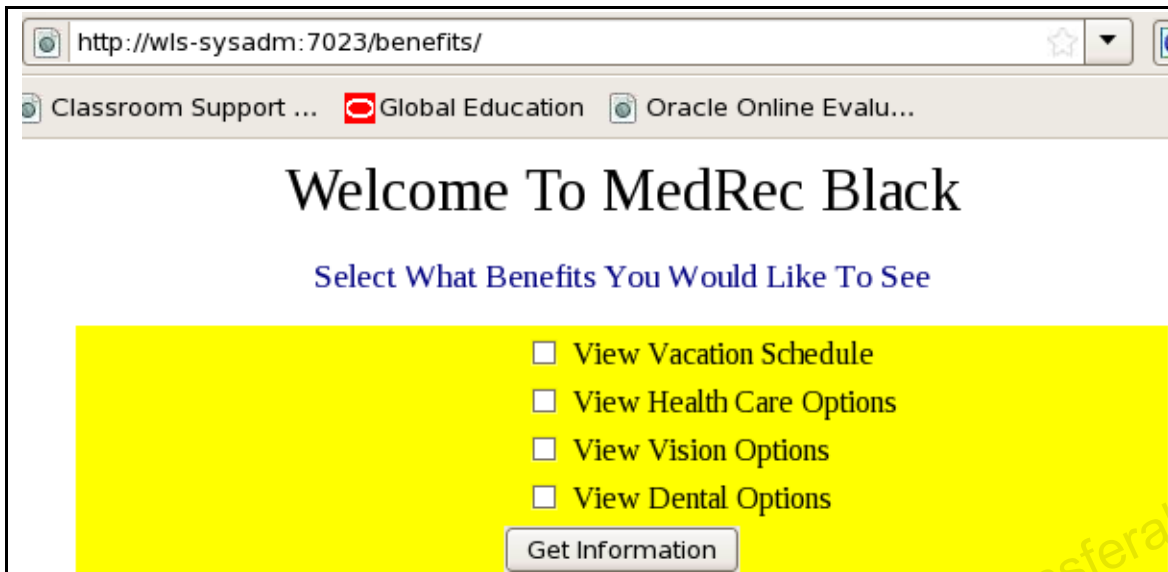 http://wls-sysadm:7023/benefits/
Classroom Support ... Global Education Oracle Online Evalu...
Welcome To MedRec Black
Select What Benefits You Would Like To See
View Vacation Schedule
View Health Care Options
View Vision Options
View Dental Options
Get Information